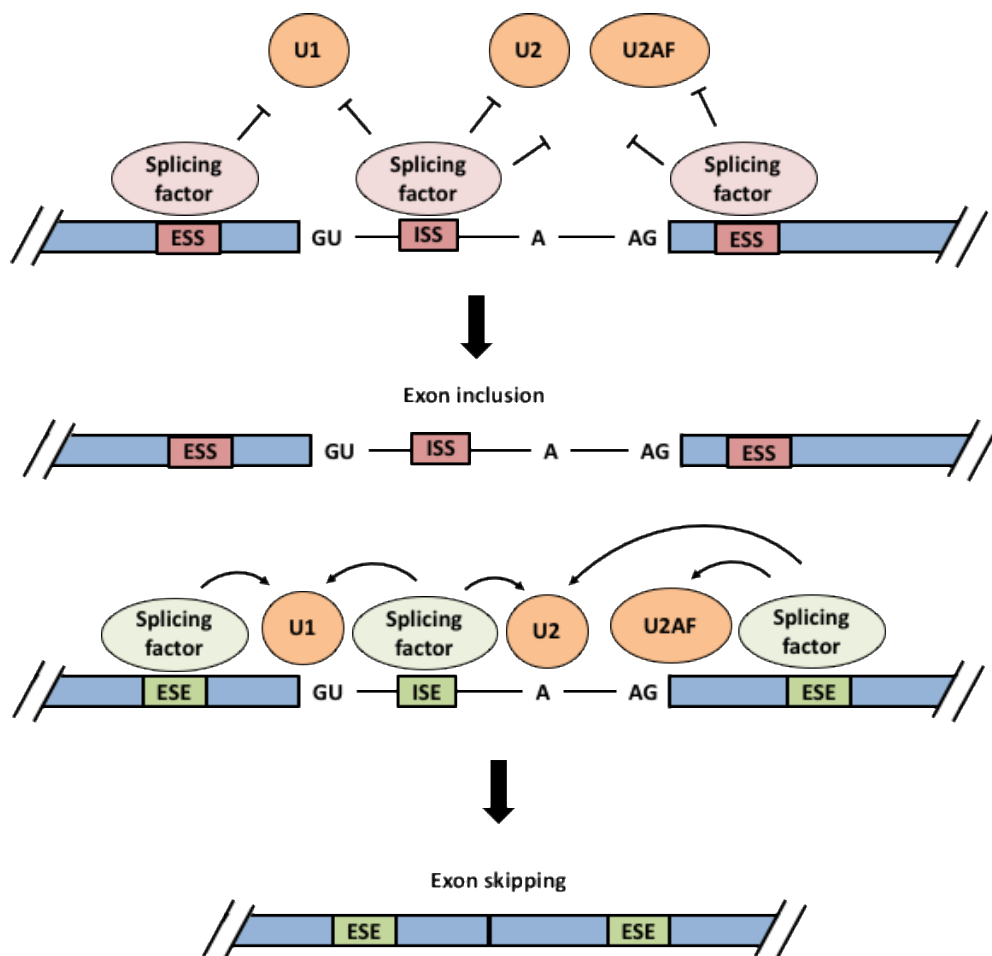 U1 U2 U2AF
Splicing factor Splicing factor Splicing factor
ESS GU ISS A AG ESS
Exon inclusion
ESS GU ISS A AG ESS
Splicing factor U1 Splicing factor U2 U2AF Splicing factor
ESE GU ISE A AG ESE
Exon skipping
ESE ESE